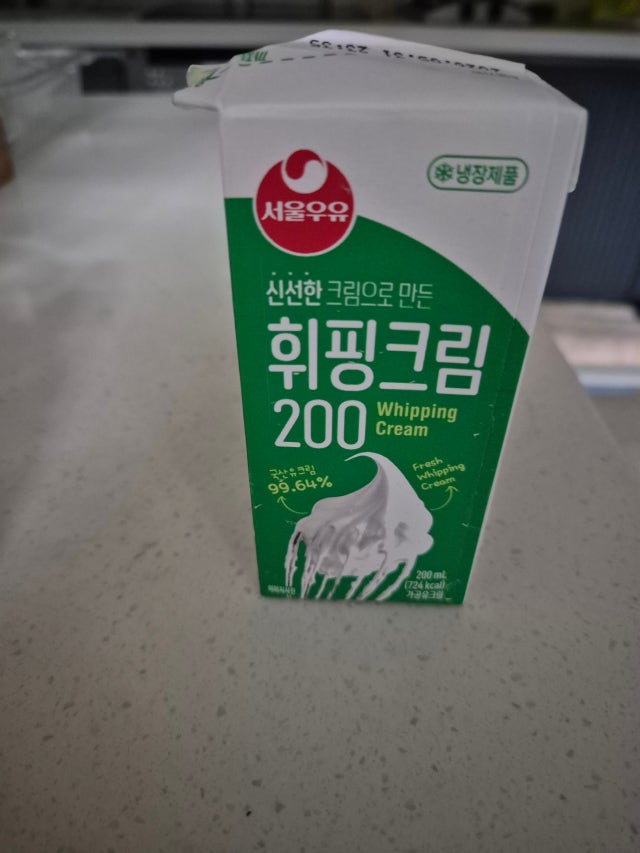 서울우유
냉장제품
신선한 크림으로 만든
휘핑크림
200
Whipping
Cream
국산유크림
99.64%
Fresh
Whipping
Cream
200 mL
(724 kcal)
가공유크림